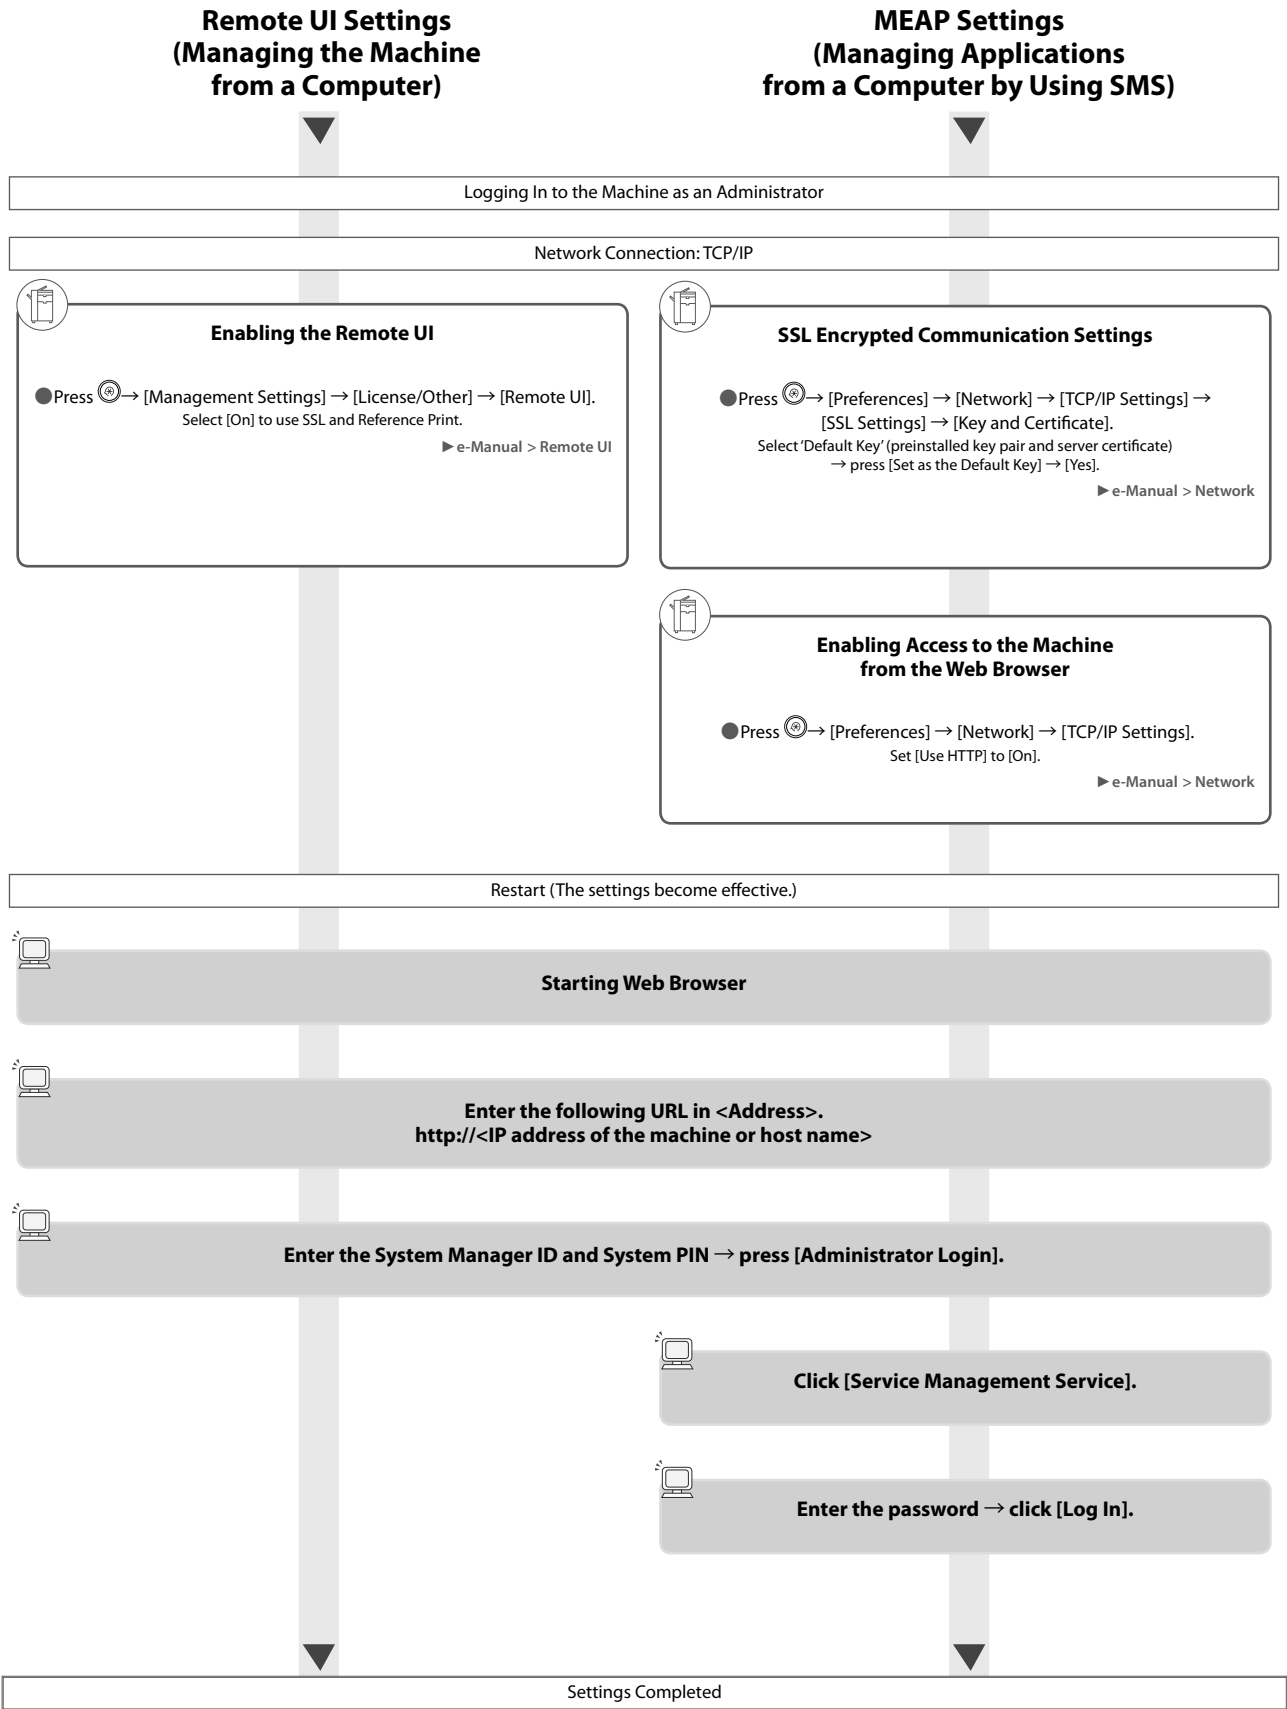 Remote UI Settings
(Managing the Machine
from a Computer)
MEAP Settings
(Managing Applications
from a Computer by Using SMS)
Logging In to the Machine as an Administrator
Network Connection: TCP/IP
Enabling the Remote UI
●Press → [Management Settings] → [License/Other] → [Remote UI].
Select [On] to use SSL and Reference Print.
►e-Manual > Remote UI
SSL Encrypted Communication Settings
●Press → [Preferences] → [Network] → [TCP/IP Settings] →
[SSL Settings] → [Key and Certificate].
Select ‘Default Key’ (preinstalled key pair and server certificate)
→ press [Set as the Default Key] → [Yes].
►e-Manual > Network
Enabling Access to the Machine
from the Web Browser
●Press → [Preferences] → [Network] → [TCP/IP Settings].
Set [Use HTTP] to [On].
►e-Manual > Network
Restart (The settings become effective.)
Starting Web Browser
Enter the following URL in <Address>.
http://<IP address of the machine or host name>
Enter the System Manager ID and System PIN → press [Administrator Login].
Click [Service Management Service].
Enter the password → click [Log In].
Settings Completed